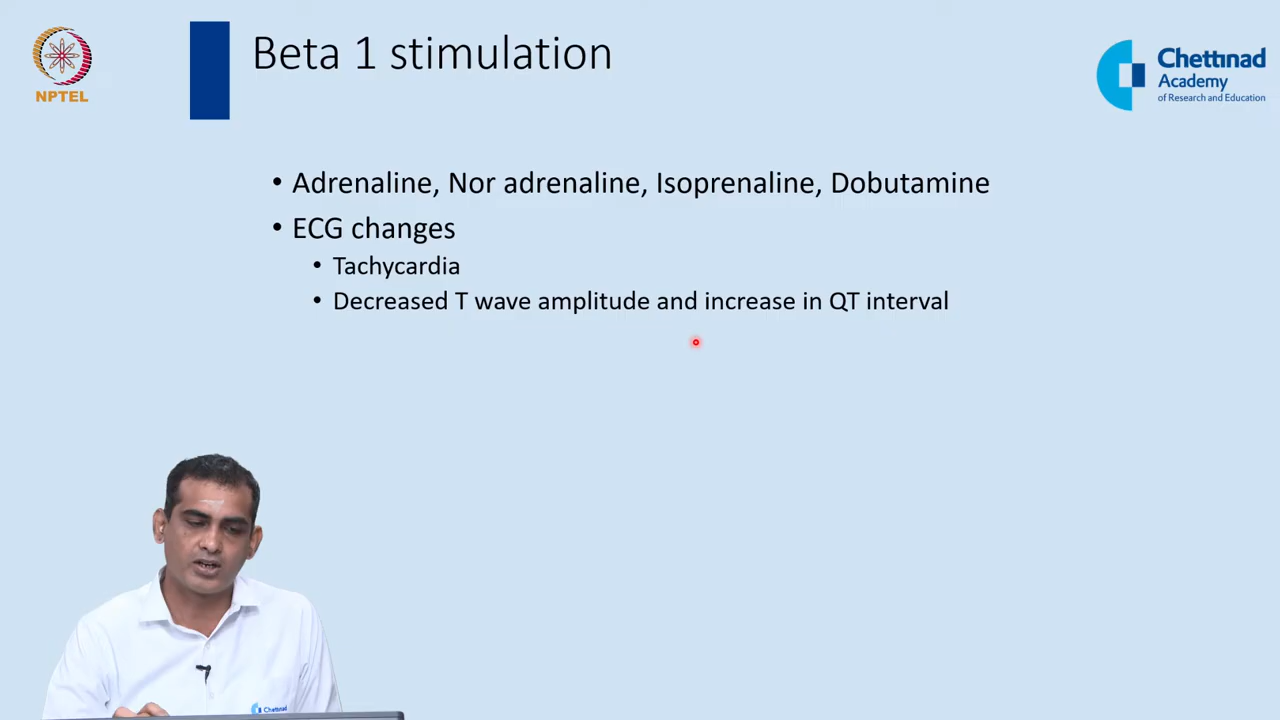 Beta 1 stimulation
NPTEL
Chettinad
Academy
of Research and Education
• Adrenaline, Nor adrenaline, Isoprenaline, Dobutamine
• ECG changes
• Tachycardia
• Decreased T wave amplitude and increase in QT interval
Chettinad